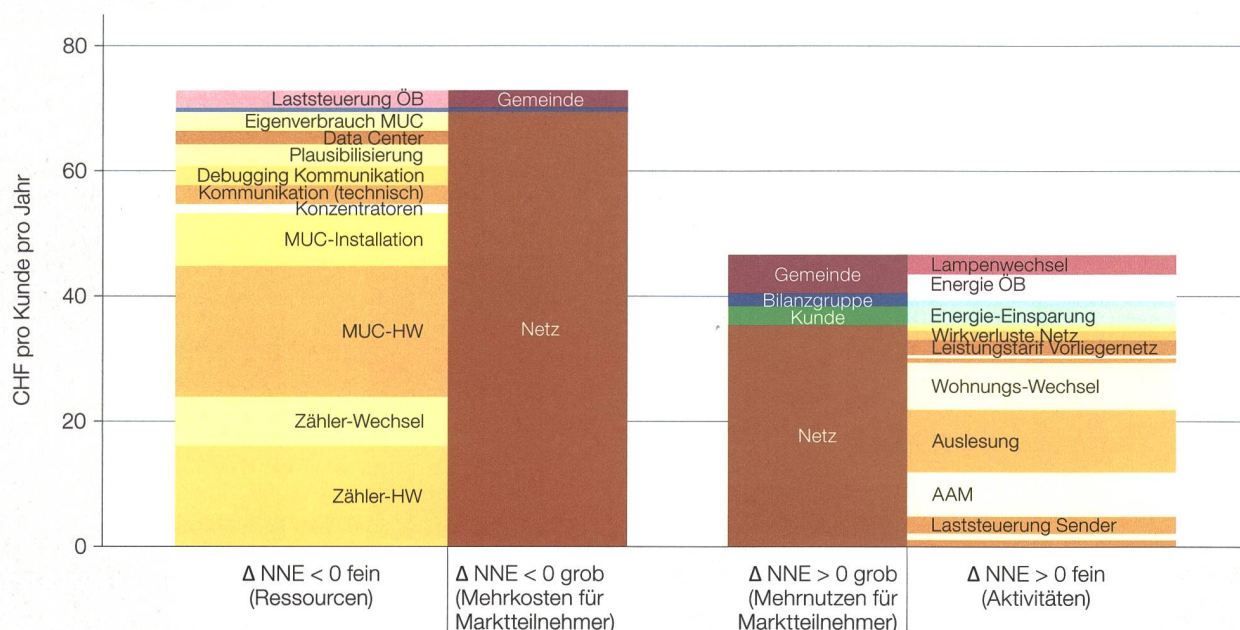 CHF pro Kunde pro Jahr
80
60
40
20
0
Laststeuerung ÖB
Eigenverbrauch MUC
Data Center
Plausibilisierung
Debugging Kommunikation
Kommunikation (technisch)
Konzentratoren
MUC-Installation
MUC-HW
Zähler-Wechsel
Zähler-HW
Gemeinde
Netz
Gemeinde
Bilanzgruppe
Kunde
Netz
Lampenwechsel
Energie ÖB
Energie-Einsparung
Wirkverluste Netz
Leistungstarif Vorliegernetz
Wohnungs-Wechsel
Auslesung
AAM
Laststeuerung Sender
Δ NNE < 0 fein
(Ressourcen)
Δ NNE < 0 grob
(Mehrkosten für
Marktteilnehmer)
Δ NNE > 0 grob
(Mehrnutzen für
Marktteilnehmer)
Δ NNE > 0 fein
(Aktivitäten)